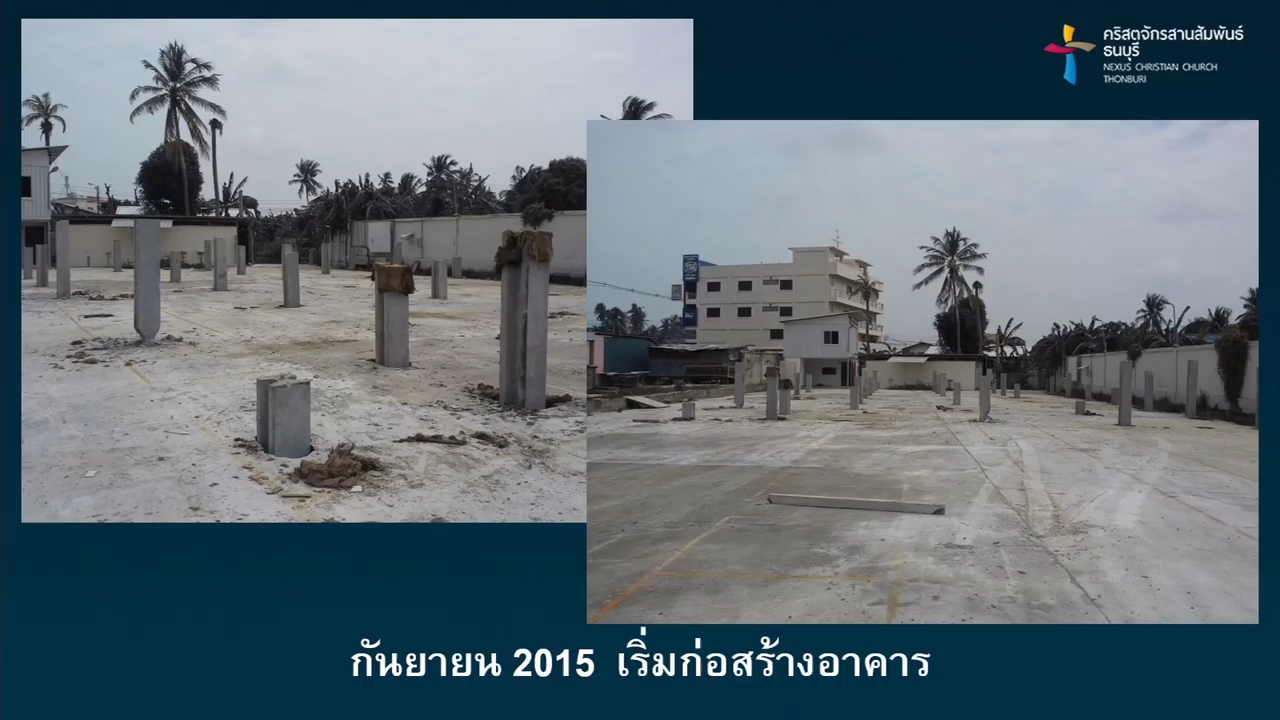 คริสตจักรสานสัมพันธ์
ธนบุรี
NEXUS CHRISTIAN CHURCH
THONBURI
กันยายน 2015 เริ่มก่อสร้างอาคาร